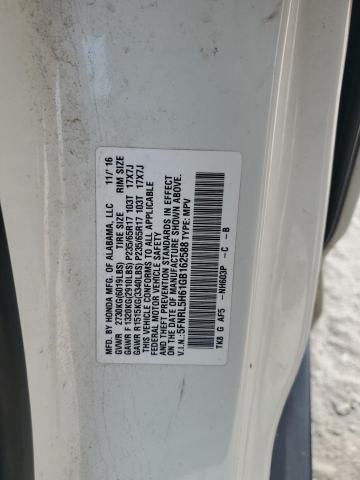 MFD. BY HONDA MFG. OF ALABAMA, LLC 11/ 16
GVWR 2730KG(6019LBS) TIRE SIZE RIM SIZE
GAWR F 1320KG(2910LBS) P235/65R17 103T 17X7J
GAWR R 1515KG(3340LBS) P235/65R17 103T 17X7J
THIS VEHICLE CONFORMS TO ALL APPLICABLE
FEDERAL MOTOR VEHICLE SAFETY
AND THEFT PREVENTION STANDARDS IN EFFECT
ON THE DATE OF MANUFACTURE SHOWN ABOVE.
V.I.N.:5FNRL5H61GB162588 TYPE: MPV
TK8 G AF5 -NH603P -C -B